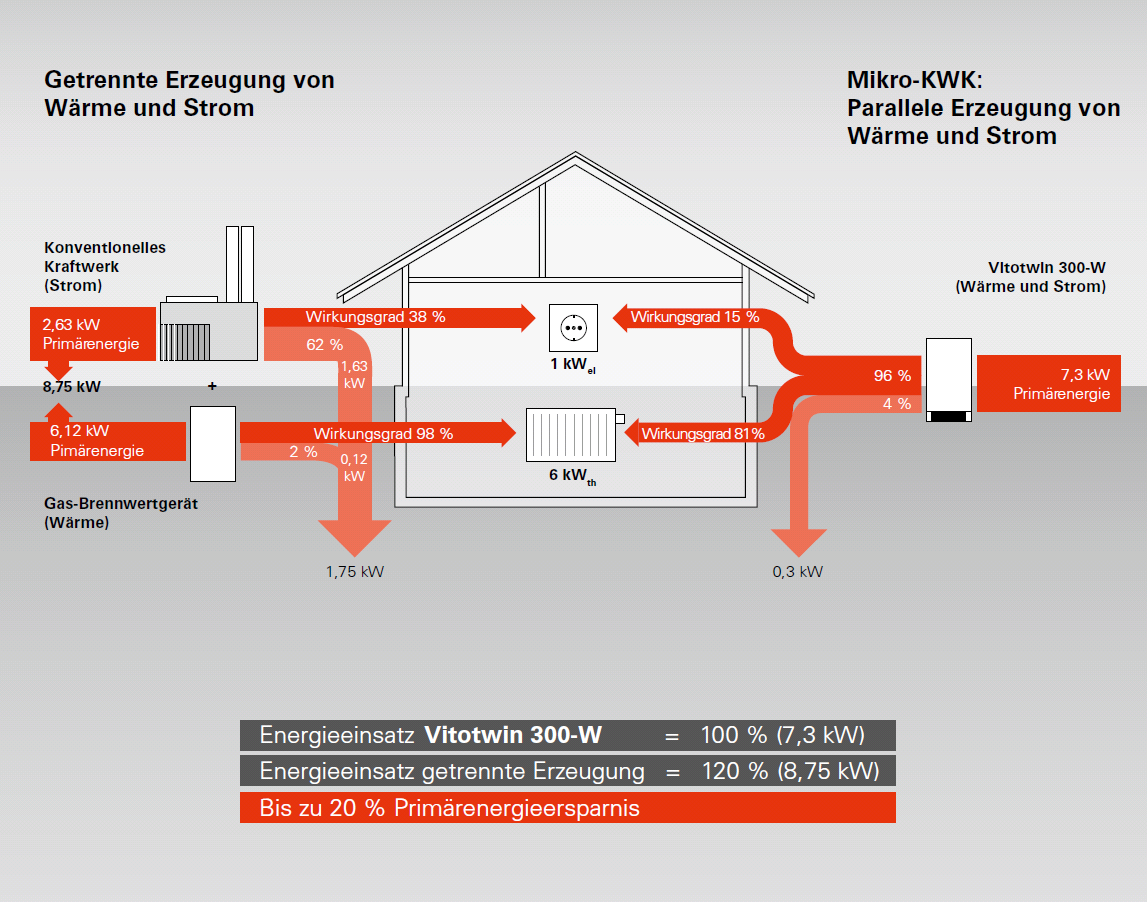 Getrennte Erzeugung von
Wärme und Strom
Mikro-KWK:
Parallele Erzeugung von
Wärme und Strom
Konventionelles
Kraftwerk
(Strom)
2,63 kW
Primärenergie
8,75 kW
+
6,12 kW
Pimärenergie
Gas-Brennwertgerät
(Wärme)
Wirkungsgrad 38 %
62 %
1,63
kW
Wirkungsgrad 98 %
2 %
0,12
kW
1,75 kW
1 kWel
6 kWth
Wirkungsgrad 15 %
Wirkungsgrad 81%
Vitotwin 300-W
(Wärme und Strom)
96 %
4 %
7,3 kW
Primärenergie
0,3 kW
Energieeinsatz Vitotwin 300-W = 100 % (7,3 kW)
Energieeinsatz getrennte Erzeugung = 120 % (8,75 kW)
Bis zu 20 % Primärenergieersparnis